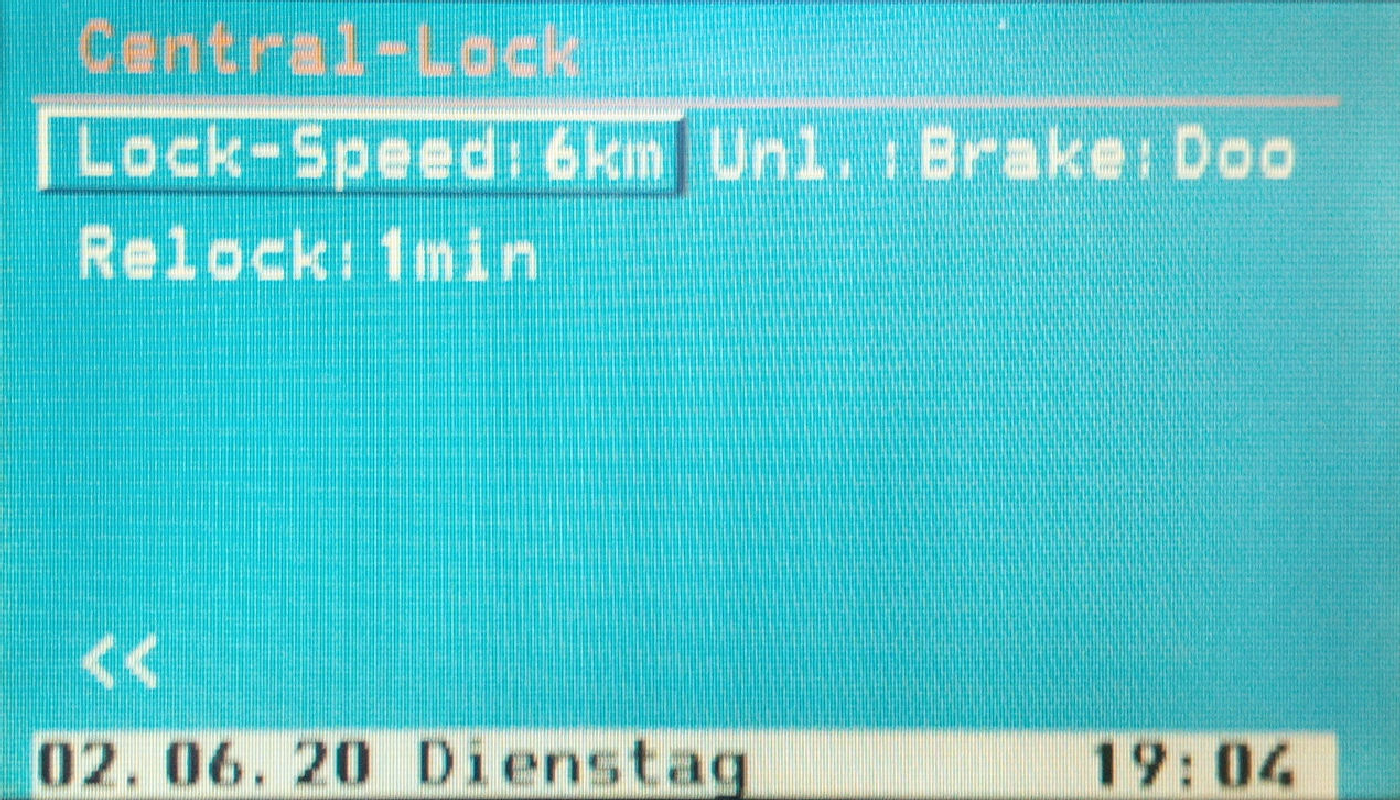 Central-Lock
Lock-Speed: 6km Unl. : Brake: Doo
Relock: 1min
<<
02.06.20 Dienstag 19:04